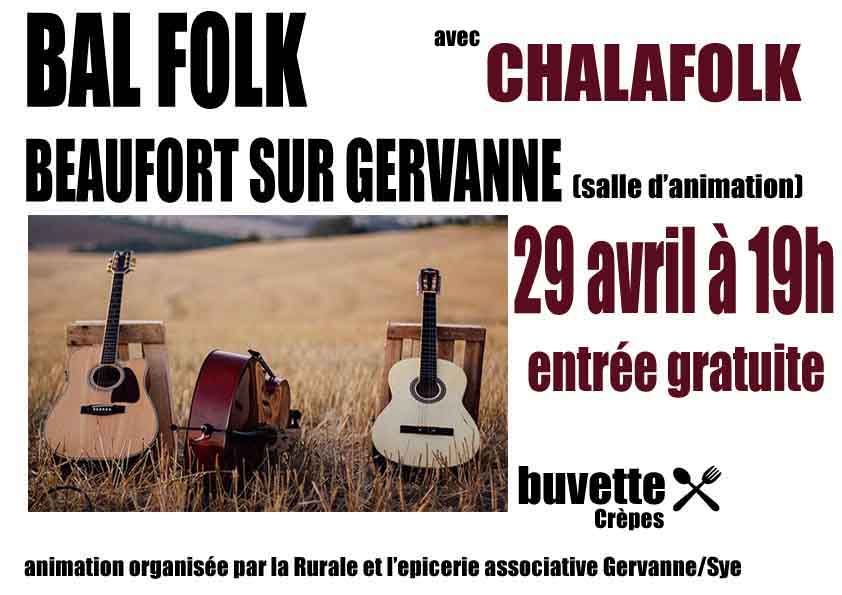 BAL FOLK
avec
CHALAFOLK
BEAUFORT SUR GERVANNE (salle d'animation)
29 avril à 19h
entrée gratuite
buvette
Crèpes
animation organisée par la Rurale et l'epicerie associative Gervanne/Sye